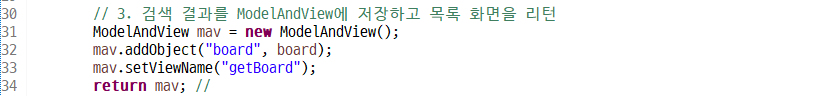 30 // 3. 검색 결과를 ModelAndView에 저장하고 목록 화면을 리턴
31 ModelAndView mav = new ModelAndView();
32 mav.addObject("board", board);
33 mav.setViewName("getBoard");
34 return mav; //